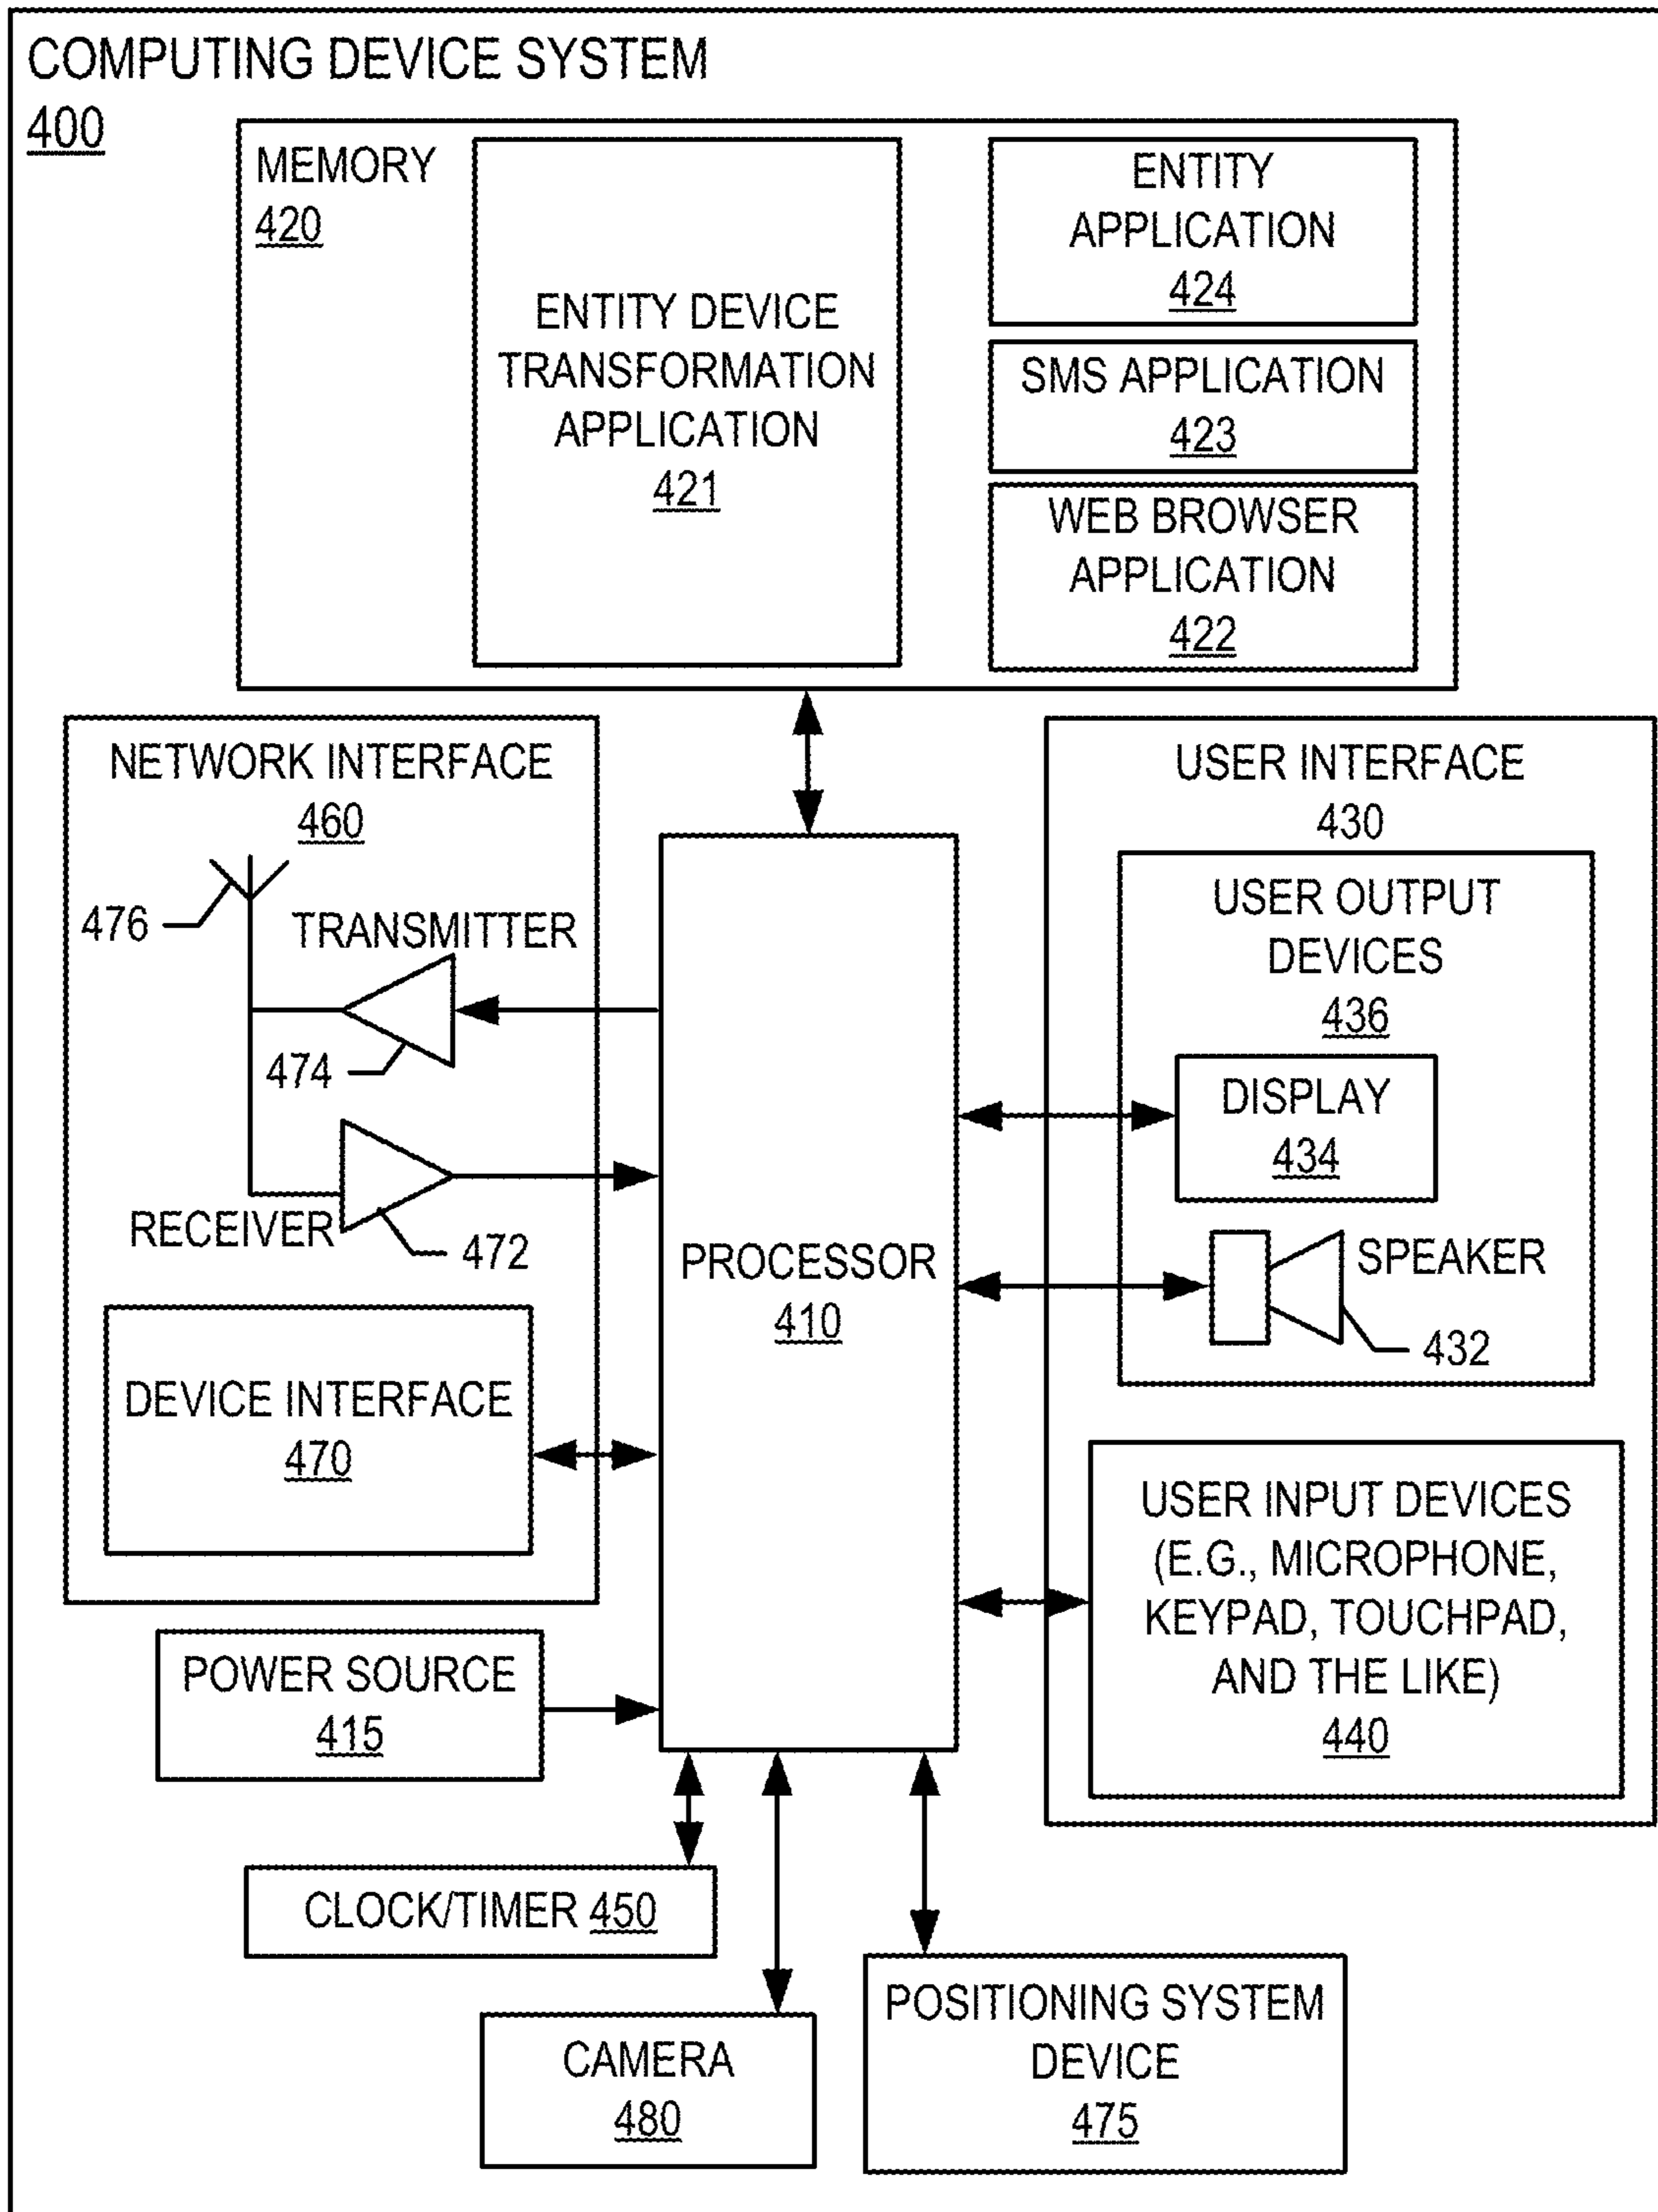 COMPUTING DEVICE SYSTEM
400
MEMORY
420
ENTITY DEVICE
TRANSFORMATION
APPLICATION
421
ENTITY
APPLICATION
424
SMS APPLICATION
423
WEB BROWSER
APPLICATION
422
NETWORK INTERFACE
460
476
TRANSMITTER
474
RECEIVER
472
DEVICE INTERFACE
470
PROCESSOR
410
USER INTERFACE
430
USER OUTPUT
DEVICES
436
DISPLAY
434
SPEAKER
432
USER INPUT DEVICES
(E.G., MICROPHONE,
KEYPAD, TOUCHPAD,
AND THE LIKE)
440
POWER SOURCE
415
CLOCK/TIMER 450
CAMERA
480
POSITIONING SYSTEM
DEVICE
475